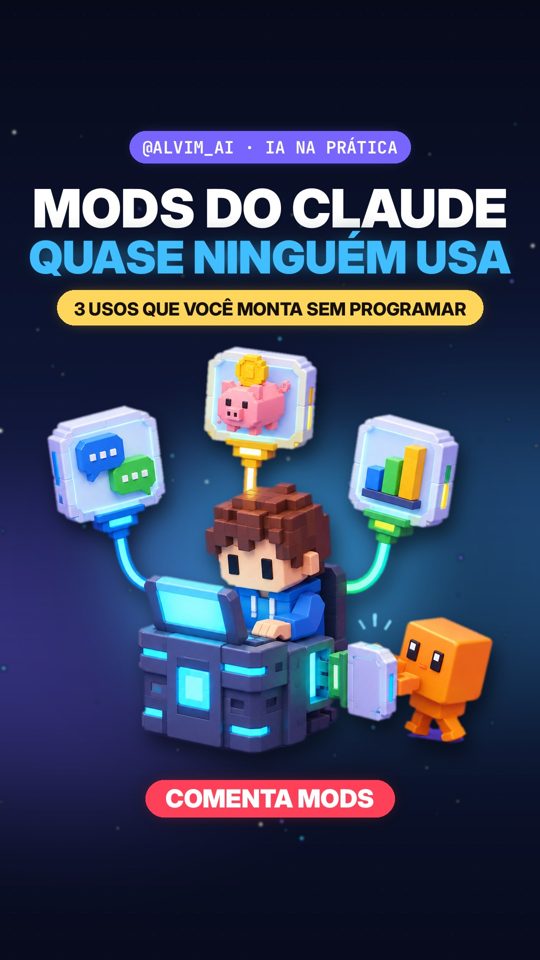 @ALVIM_AI · IA NA PRÁTICA
MODS DO CLAUDE
QUASE NINGUÉM USA
3 USOS QUE VOCÊ MONTA SEM PROGRAMAR
COMENTA MODS